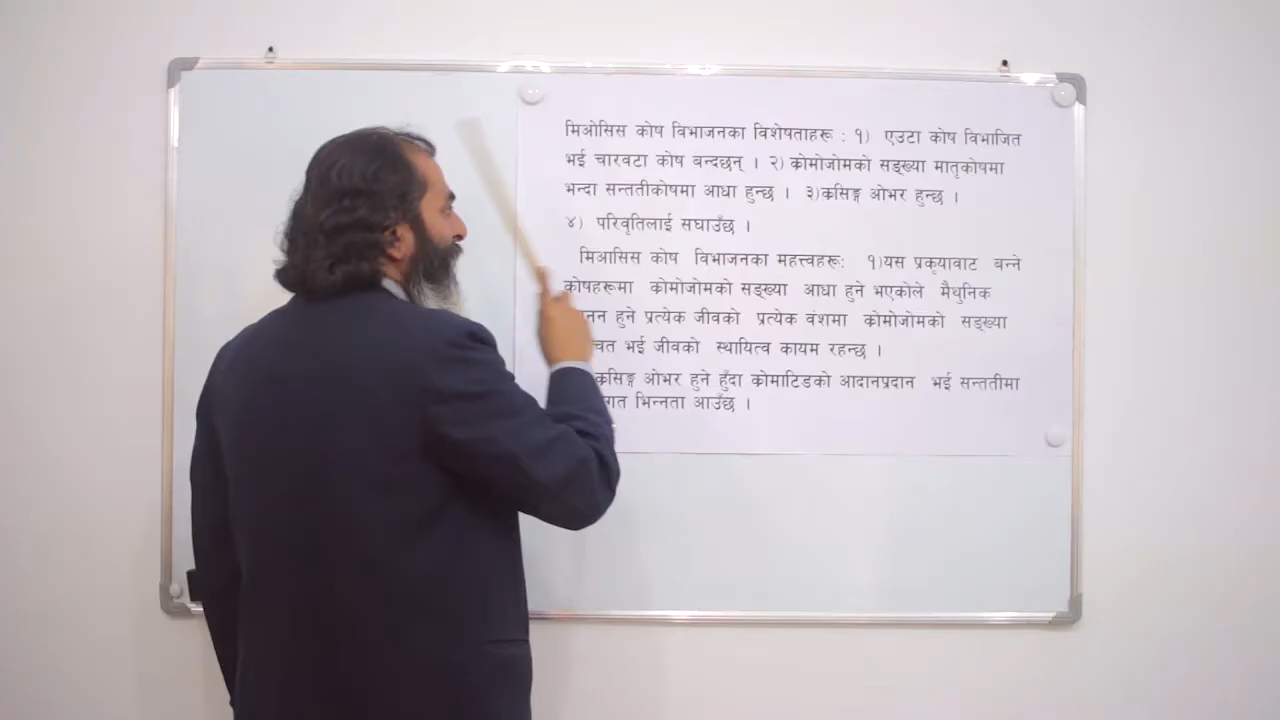 मिओसिस कोष विभाजनका विशेषताहरू : १) एउटा कोष विभाजित
भई चारवटा कोष बन्दछन् । २) क्रोमोजोमको सङ्ख्या मातृकोषमा
भन्दा सन्ततीकोषमा आधा हुन्छ । ३)क्रसिङ्ग ओभर हुन्छ ।
४) परिवृतिलाई सघाउँछ ।
मिआसिस कोष विभाजनका महत्त्वहरूः १)यस प्रकृयावाट बन्ने
कोषहरूमा क्रोमोजोमको सङ्ख्या आधा हुने भएकोले मैथुनिक
हुने प्रत्येक जीवको प्रत्येक वंशमा क्रोमोजोमको सङ्ख्या
भई जीवको स्थायित्व कायम रहन्छ ।
क्रसिङ्ग ओभर हुने हुँदा क्रोमाटिडको आदानप्रदान भई सन्ततीमा
भिन्नता आउँछ ।